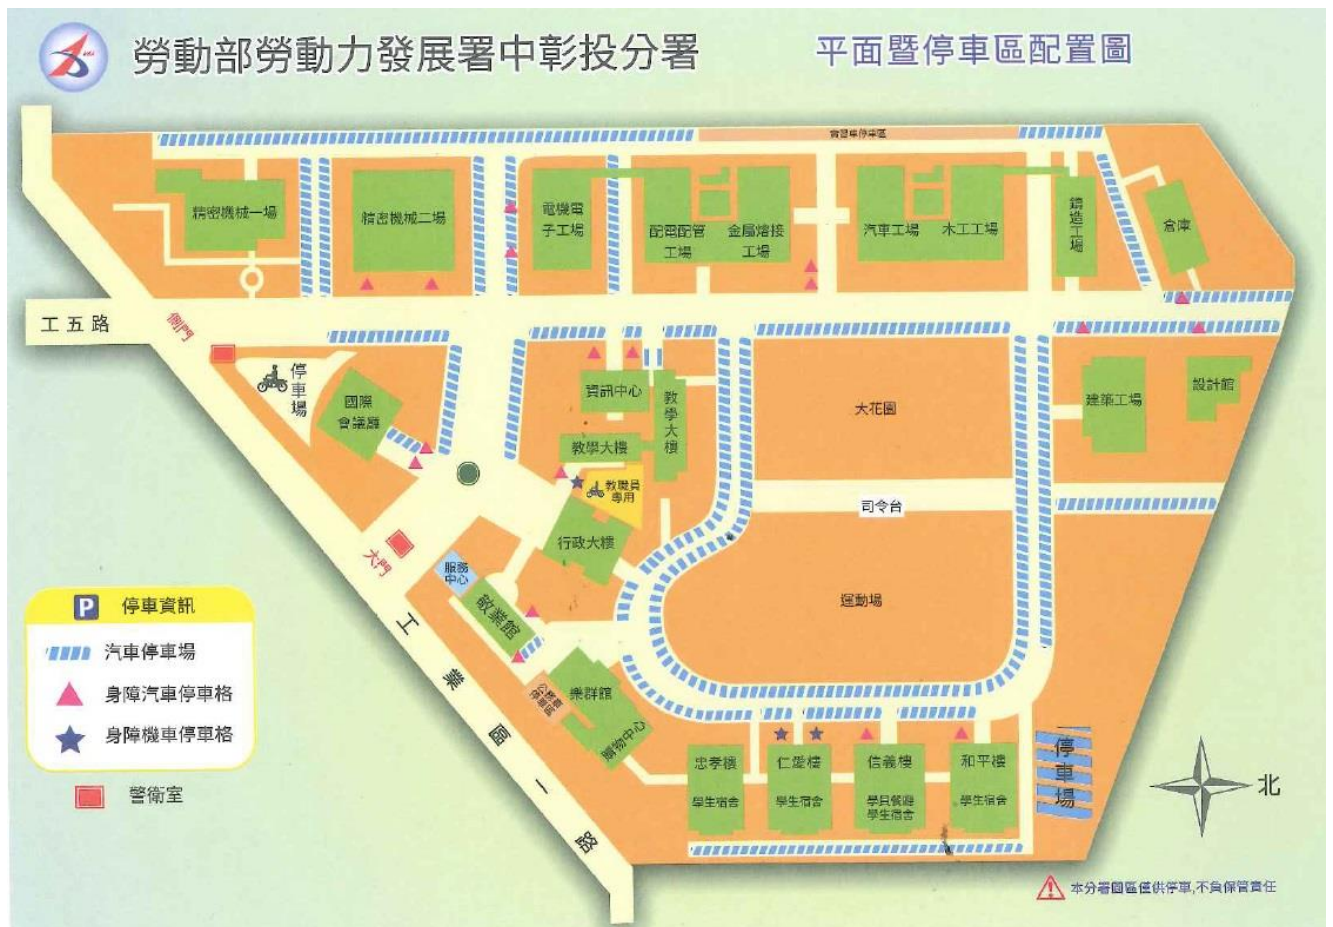 勞動部勞動力發展署中彰投分署
平面暨停車區配置圖
精密機械一場
精密機械二場
電機電
子工場
配電配管
工場
金屬熔接
工場
汽車工場
木工工場
鑄造工場
倉庫
工五路
側門
停車場
國際
會議廳
資訊中心
教學大樓
教學大樓
教職員
專用
行政大樓
大花園
司令台
運動場
建築工場
設計館
大門
服務
中心
敬業館
樂群館
購物中心
工業區一路
忠孝樓
學生宿舍
仁愛樓
學生宿舍
信義樓
學員餐廳
學生宿舍
和平樓
學生宿舍
停車場
北
P 停車資訊
汽車停車場
身障汽車停車格
身障機車停車格
警衛室
本分署園區僅供停車,不負保管責任